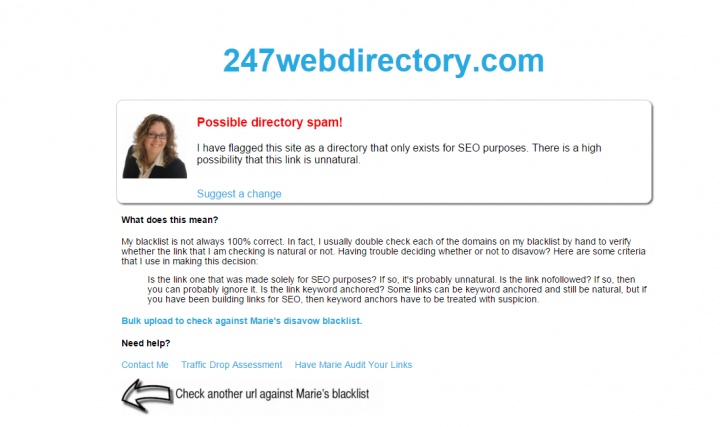 247webdirectory.com
Possible directory spam!
I have flagged this site as a directory that only exists for SEO purposes. There is a high
possibility that this link is unnatural.
Suggest a change
What does this mean?
My blacklist is not always 100% correct. In fact, I usually double check each of the domains on my blacklist by hand to verify
whether the link that I am checking is natural or not. Having trouble deciding whether or not to disavow? Here are some criteria
that I use in making this decision:
Is the link one that was made solely for SEO purposes? If so, it's probably unnatural. Is the link nofollowed? If so, then
you can probably ignore it. Is the link keyword anchored? Some links can be keyword anchored and still be natural, but if
you have been building links for SEO, then keyword anchors have to be treated with suspicion.
Bulk upload to check against Marie's disavow blacklist.
Need help?
Contact Me Traffic Drop Assessment Have Marie Audit Your Links
Check another url against Marie's blacklist